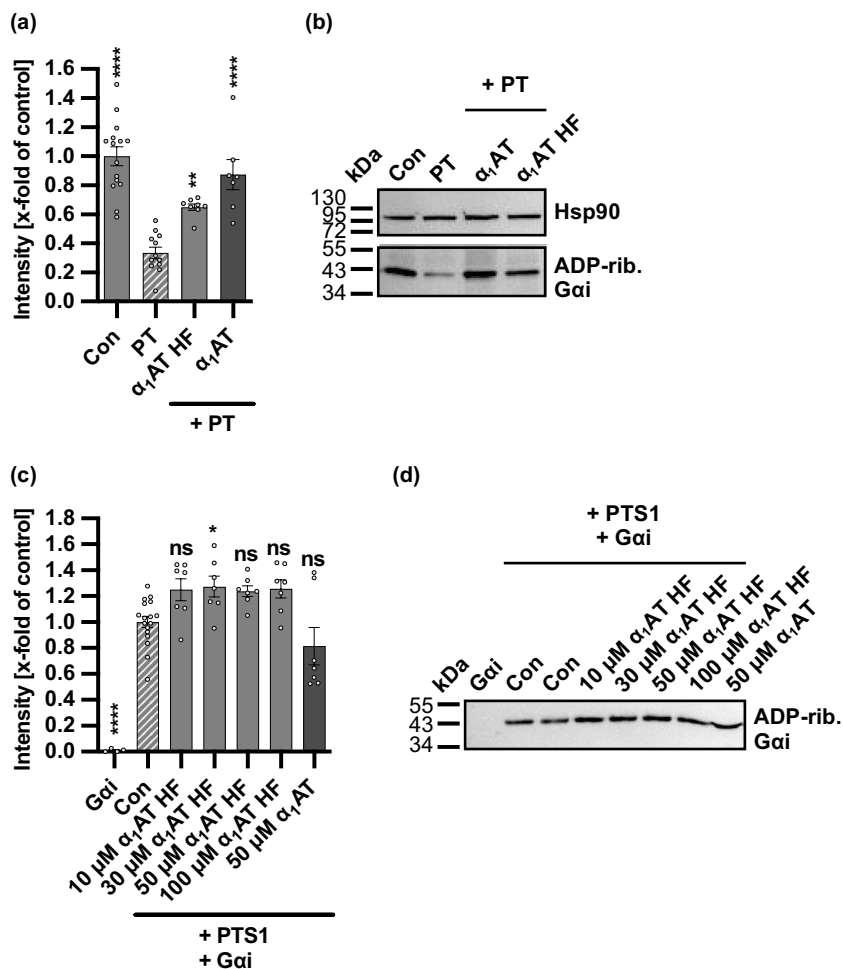 (a)
Intensity [x-fold of control]
1.6
1.4
1.2
1.0
0.8
0.6
0.4
0.2
0.0
****
**
****
Con
PT
α₁AT HF
α₁AT
+ PT
(b)
+ PT
kDa
Con
PT
α₁AT
α₁AT HF
130
95
72
Hsp90
55
43
34
ADP-rib.
Gαi
(c)
Intensity [x-fold of control]
1.8
1.6
1.4
1.2
1.0
0.8
0.6
0.4
0.2
0.0
****
ns
*
ns
ns
ns
Gαi
Con
10 µM α₁AT HF
30 µM α₁AT HF
50 µM α₁AT HF
100 µM α₁AT HF
50 µM α₁AT
+ PTS1
+ Gαi
(d)
+ PTS1
+ Gαi
kDa
Gαi
Con
Con
10 µM α₁AT HF
30 µM α₁AT HF
50 µM α₁AT HF
100 µM α₁AT HF
50 µM α₁AT
55
43
34
ADP-rib.
Gαi